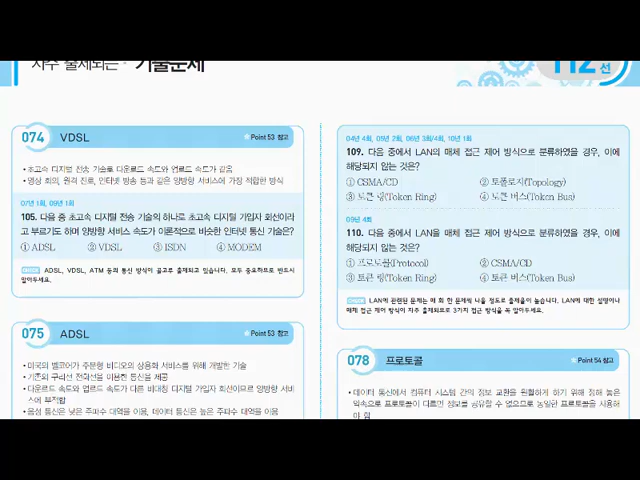 자주 출제되는 기출문제
112선
074 VDSL
Point 53 참고
• 초고속 디지털 전송 기술로 다운로드 속도와 업로드 속도가 같음
• 영상 회의, 원격 진료, 인터넷 방송 등과 같은 양방향 서비스에 가장 적합한 방식
07년 1회, 09년 1회
105. 다음 중 초고속 디지털 전송 기술의 하나로 초고속 디지털 가입자 회선이라
고 부르기도 하며 양방향 서비스 속도가 이론적으로 비슷한 인터넷 통신 기술은?
① ADSL ② VDSL ③ ISDN ④ MODEM
ADSL, VDSL, ATM 등의 통신 방식이 골고루 출제되고 있습니다. 모두 중요하므로 반드시
알아두세요.
075 ADSL
Point 53 참고
• 미국의 벨코어가 주문형 비디오의 상용화 서비스를 위해 개발한 기술
• 기존의 구리선 전화선을 이용한 통신을 제공
• 다운로드 속도와 업로드 속도가 다른 비대칭 디지털 가입자 회선이므로 양방향 서비
스에 부적합
• 음성 통신은 낮은 주파수 대역을 이용, 데이터 통신은 높은 주파수 대역을 이용
04년 4회, 05년 2회, 06년 3회/4회, 10년 1회
109. 다음 중에서 LAN의 매체 접근 제어 방식으로 분류하였을 경우, 이에
해당되지 않는 것은?
① CSMA/CD ② 토폴로지(Topology)
③ 토큰 링(Token Ring) ④ 토큰 버스(Token Bus)
09년 4회
110. 다음 중에서 LAN을 매체 접근 제어 방식으로 분류하였을 경우, 이에
해당되지 않는 것은?
① 프로토콜(Protocol) ② CSMA/CD
③ 토큰 링(Token Ring) ④ 토큰 버스(Token Bus)
LAN에 관련된 문제는 매 회 한 문제씩 나올 정도로 출제율이 높습니다. LAN에 대한 설명이나
매체 접근 제어 방식이 자주 출제되므로 3가지 접근 방식을 꼭 알아두세요.
078 프로토콜
Point 54 참고
• 데이터 통신에서 컴퓨터 시스템 간의 정보 교환을 원활하게 하기 위해 정해 놓은
약속으로 프로토콜이 다르면 정보를 공유할 수 없으므로 동일한 프로토콜을 사용해
야 함